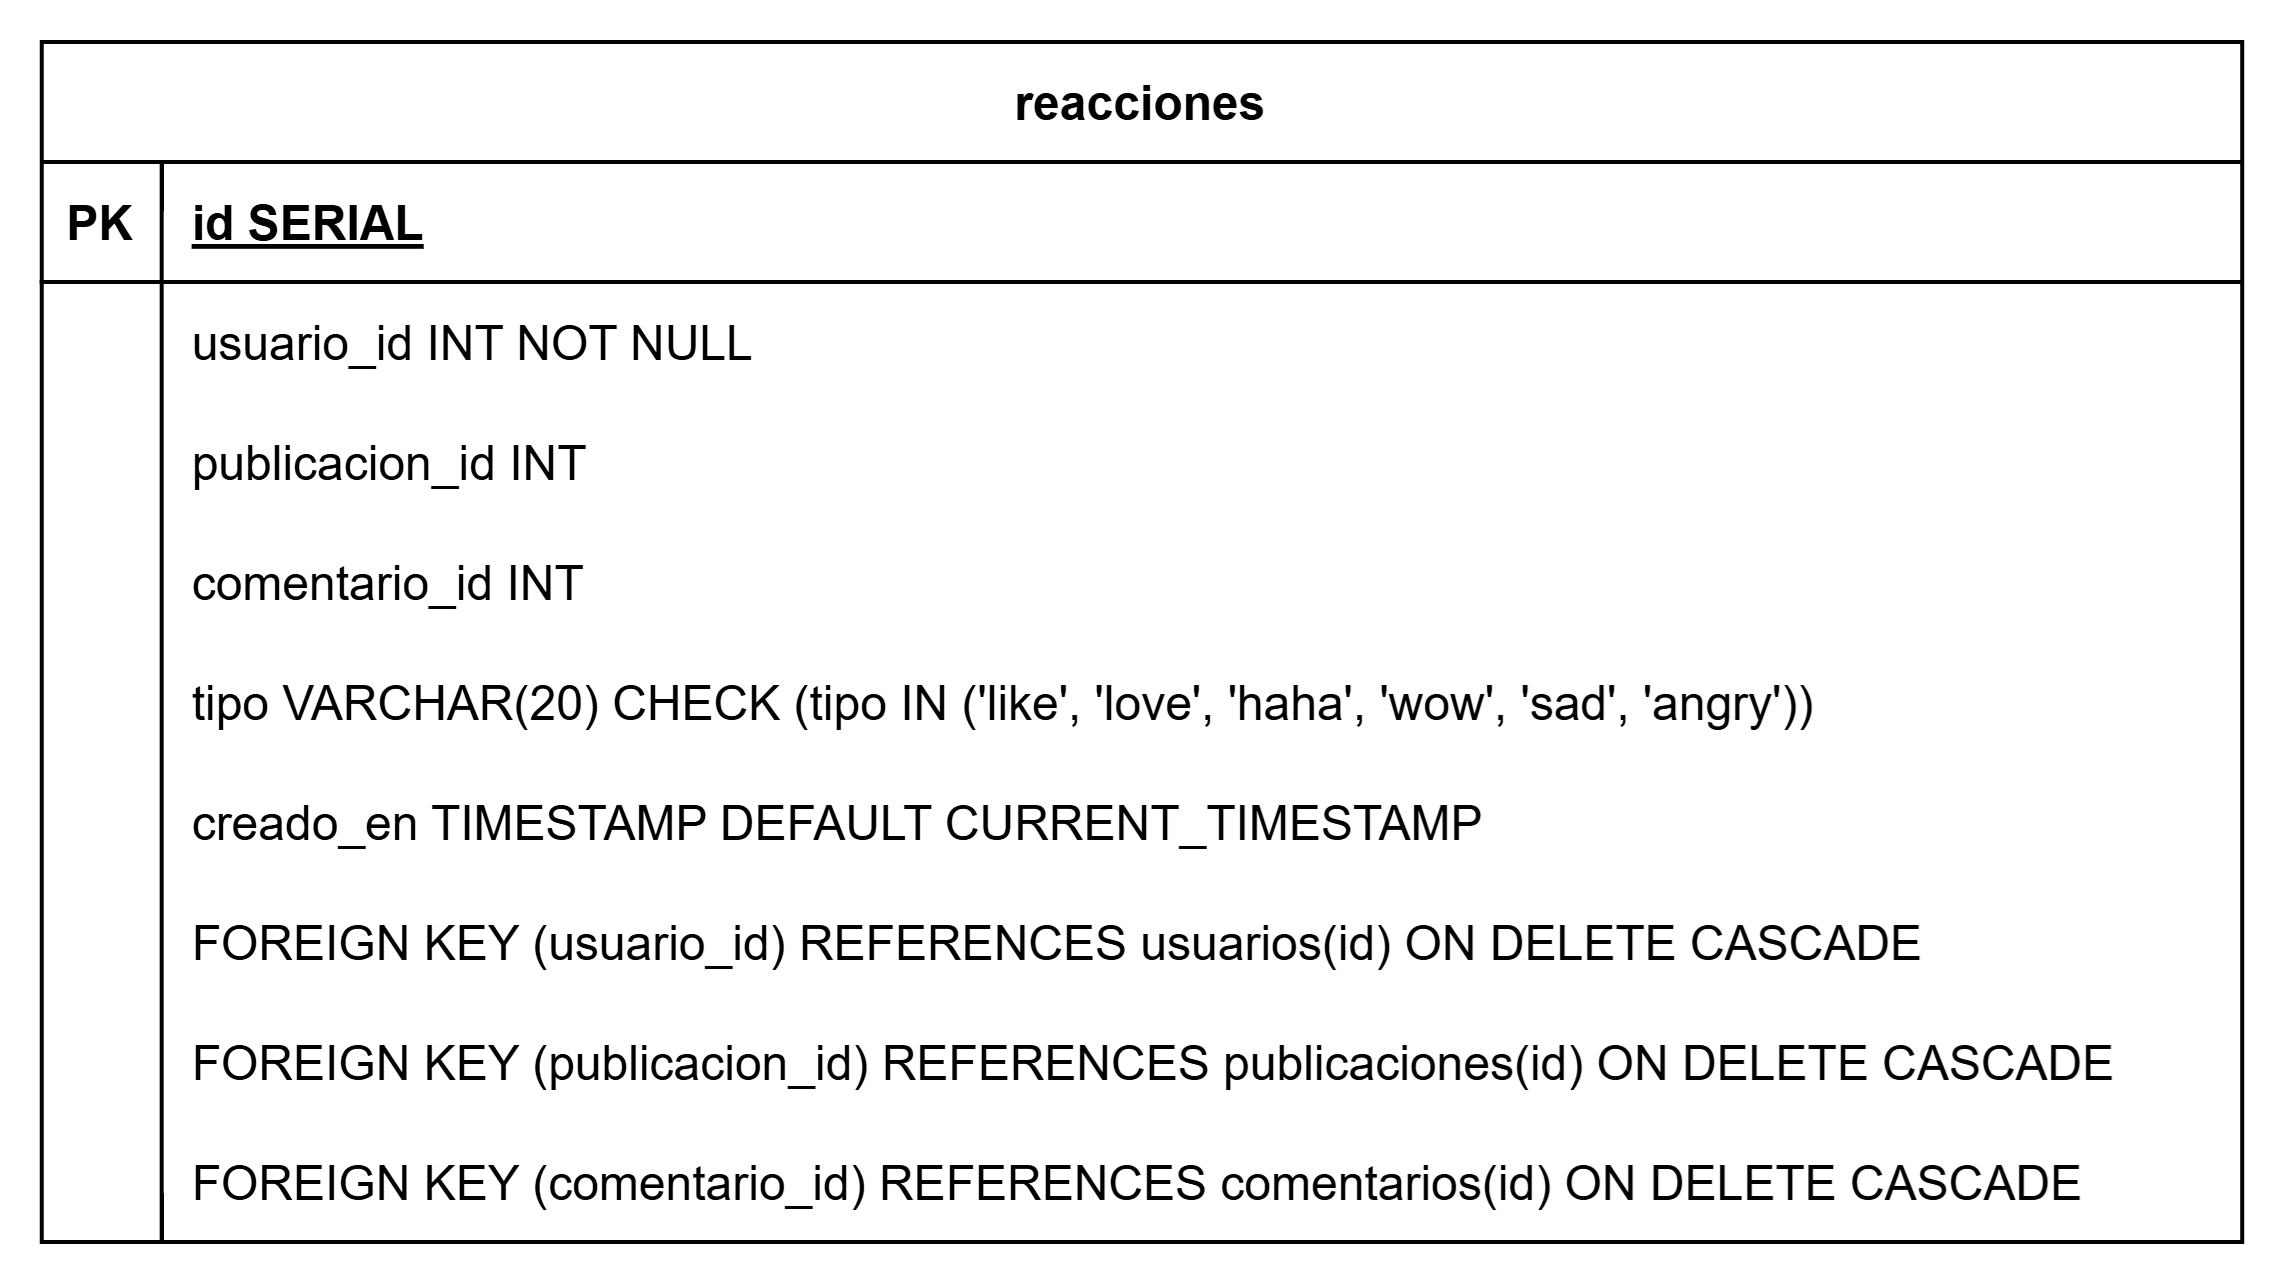 reacciones
PK
id SERIAL
usuario_id INT NOT NULL
publicacion_id INT
comentario_id INT
tipo VARCHAR(20) CHECK (tipo IN ('like', 'love', 'haha', 'wow', 'sad', 'angry'))
creado_en TIMESTAMP DEFAULT CURRENT_TIMESTAMP
FOREIGN KEY (usuario_id) REFERENCES usuarios(id) ON DELETE CASCADE
FOREIGN KEY (publicacion_id) REFERENCES publicaciones(id) ON DELETE CASCADE
FOREIGN KEY (comentario_id) REFERENCES comentarios(id) ON DELETE CASCADE